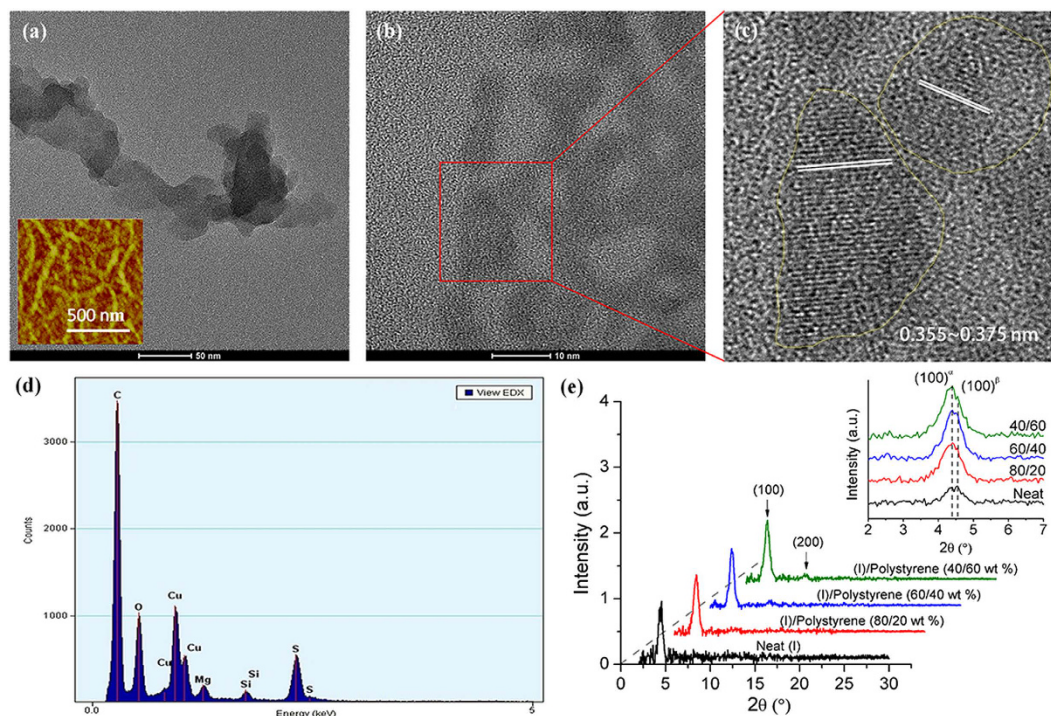 (a)
500 nm
50 nm
(b)
10 nm
(c)
0.355~0.375 nm
(d)
View EDX
C
O
Cu
Cu
Cu
Mg
Si
Si
S
S
3000
1000
Counts
0.0
5
Energy (keV)
(e)
4
3
2
1
0
Intensity (a.u.)
0 5 10 15 20 25 30
2θ (°)
(100)
(200)
(I)/Polystyrene (40/60 wt %)
(I)/Polystyrene (60/40 wt %)
(I)/Polystyrene (80/20 wt %)
Neat (I)
(100)α
(100)β
40/60
60/40
80/20
Neat
Intensity (a.u.)
2 3 4 5 6 7
2θ (°)